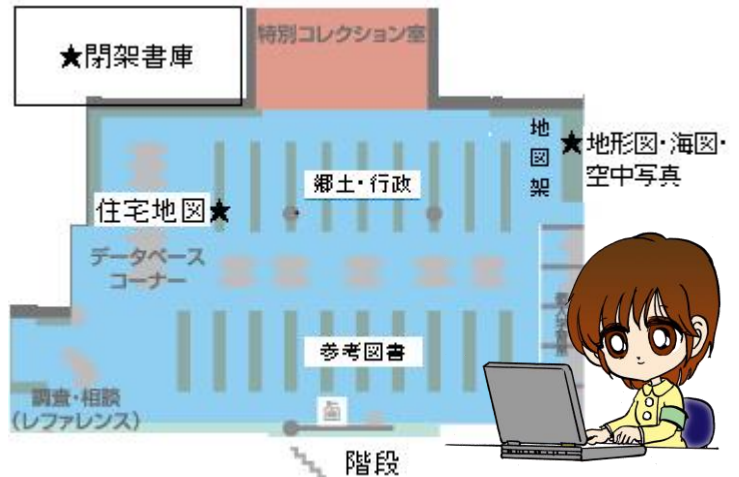 ★閉架書庫
特別コレクション室
地図架
★地形図・海図・
空中写真
郷土・行政
住宅地図★
データベース
コーナー
参考図書
調査・相談
(レファレンス)
階段